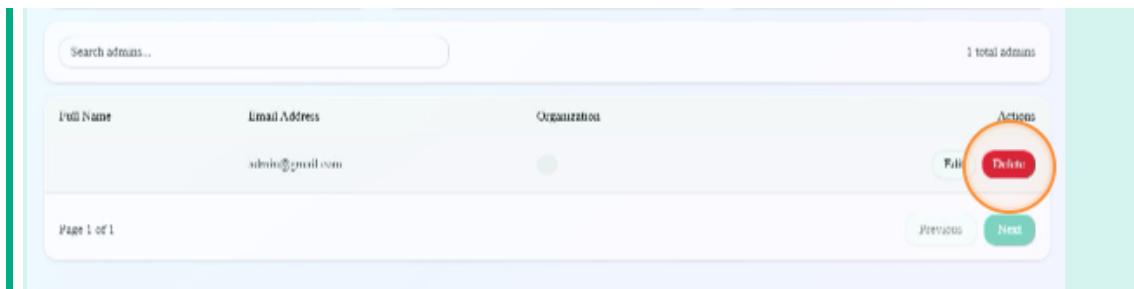 Search admins...
1 total admins
Full Name Email Address Organization Actions
admin@gmail.com Edit Delete
Page 1 of 1 Previous Next